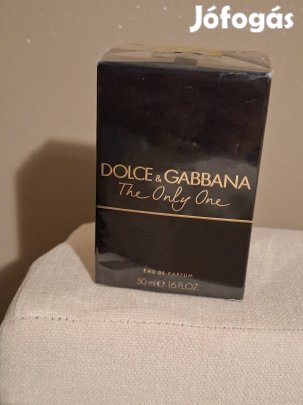 Jófogás
DOLCE & GABBANA
The Only One
EAU DE PARFUM
50 ml ℮ 1.6 FL.OZ.